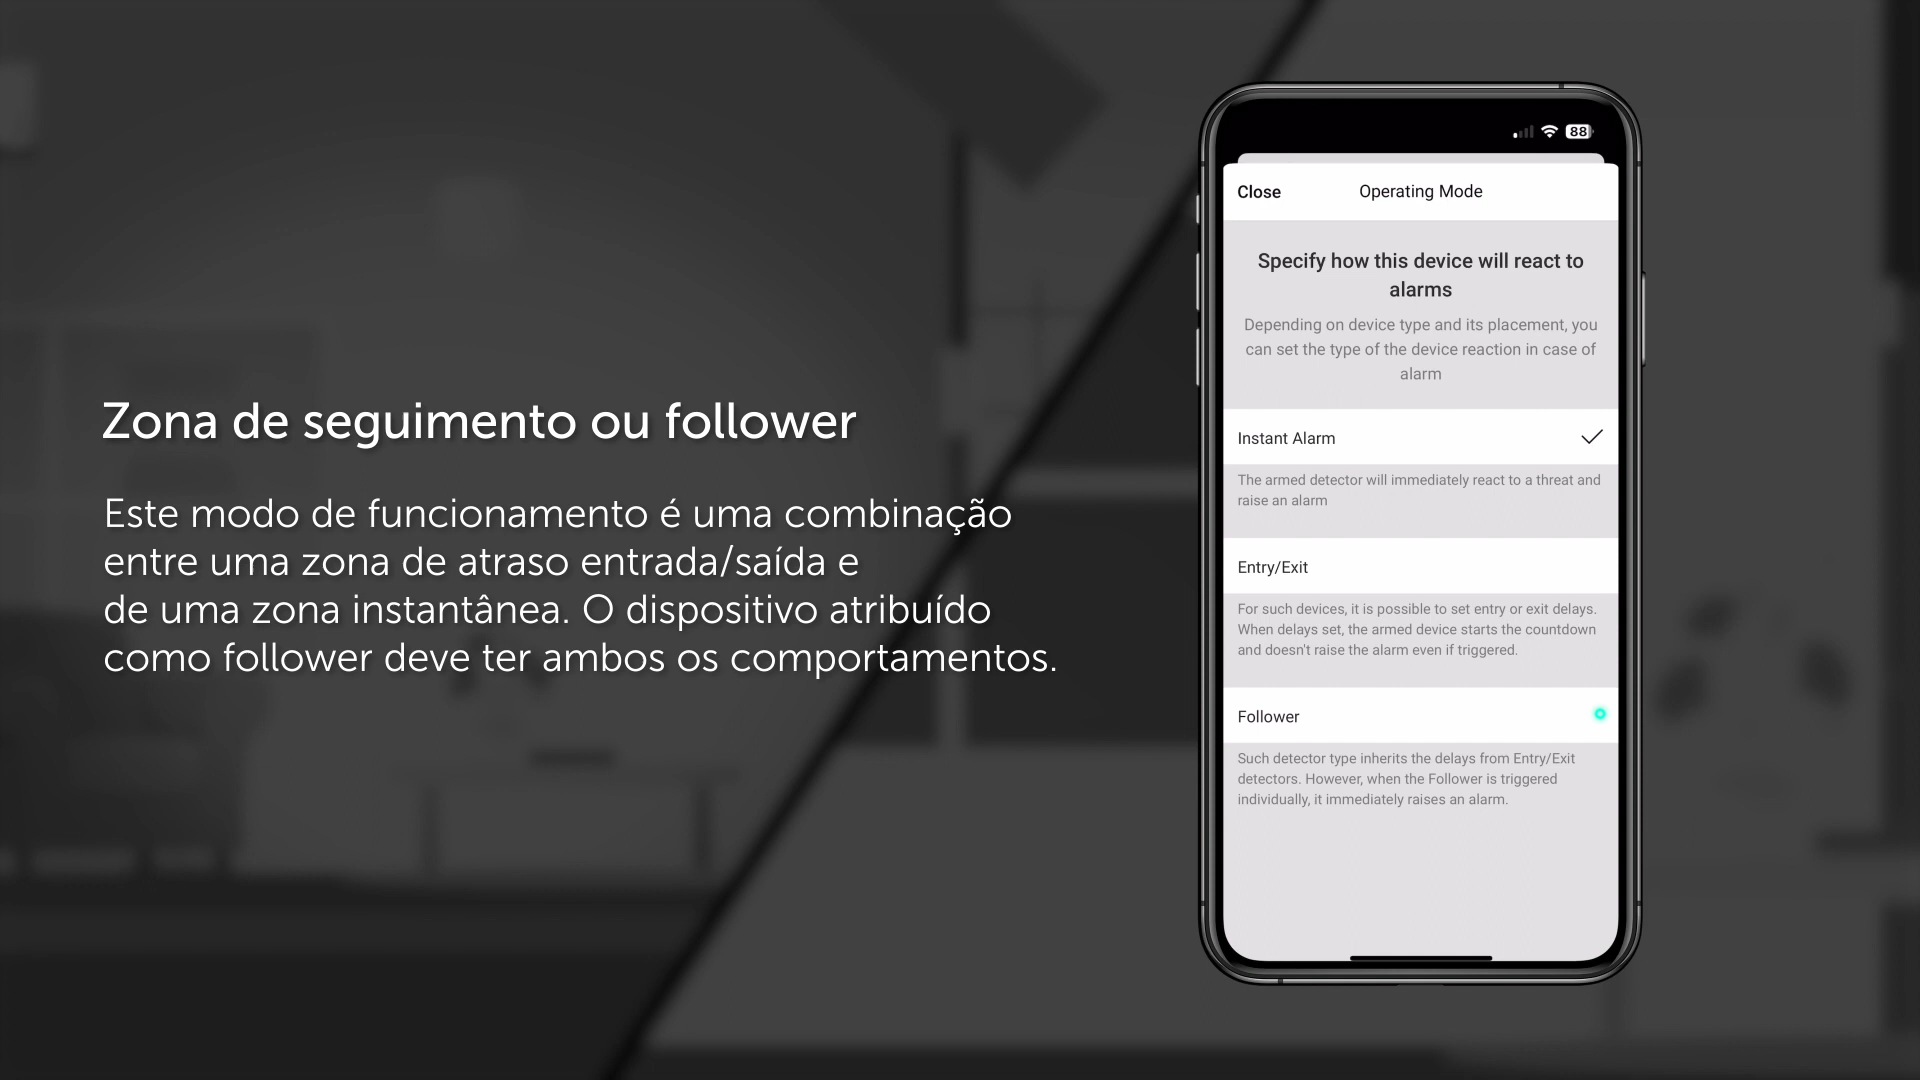 Zona de seguimento ou follower
Este modo de funcionamento é uma combinação
entre uma zona de atraso entrada/saída e
de uma zona instantânea. O dispositivo atribuído
como follower deve ter ambos os comportamentos.
88
Close
Operating Mode
Specify how this device will react to
alarms
Depending on device type and its placement, you
can set the type of the device reaction in case of
alarm
Instant Alarm
The armed detector will immediately react to a threat and
raise an alarm
Entry/Exit
For such devices, it is possible to set entry or exit delays.
When delays set, the armed device starts the countdown
and doesn't raise the alarm even if triggered.
Follower
Such detector type inherits the delays from Entry/Exit
detectors. However, when the Follower is triggered
individually, it immediately raises an alarm.